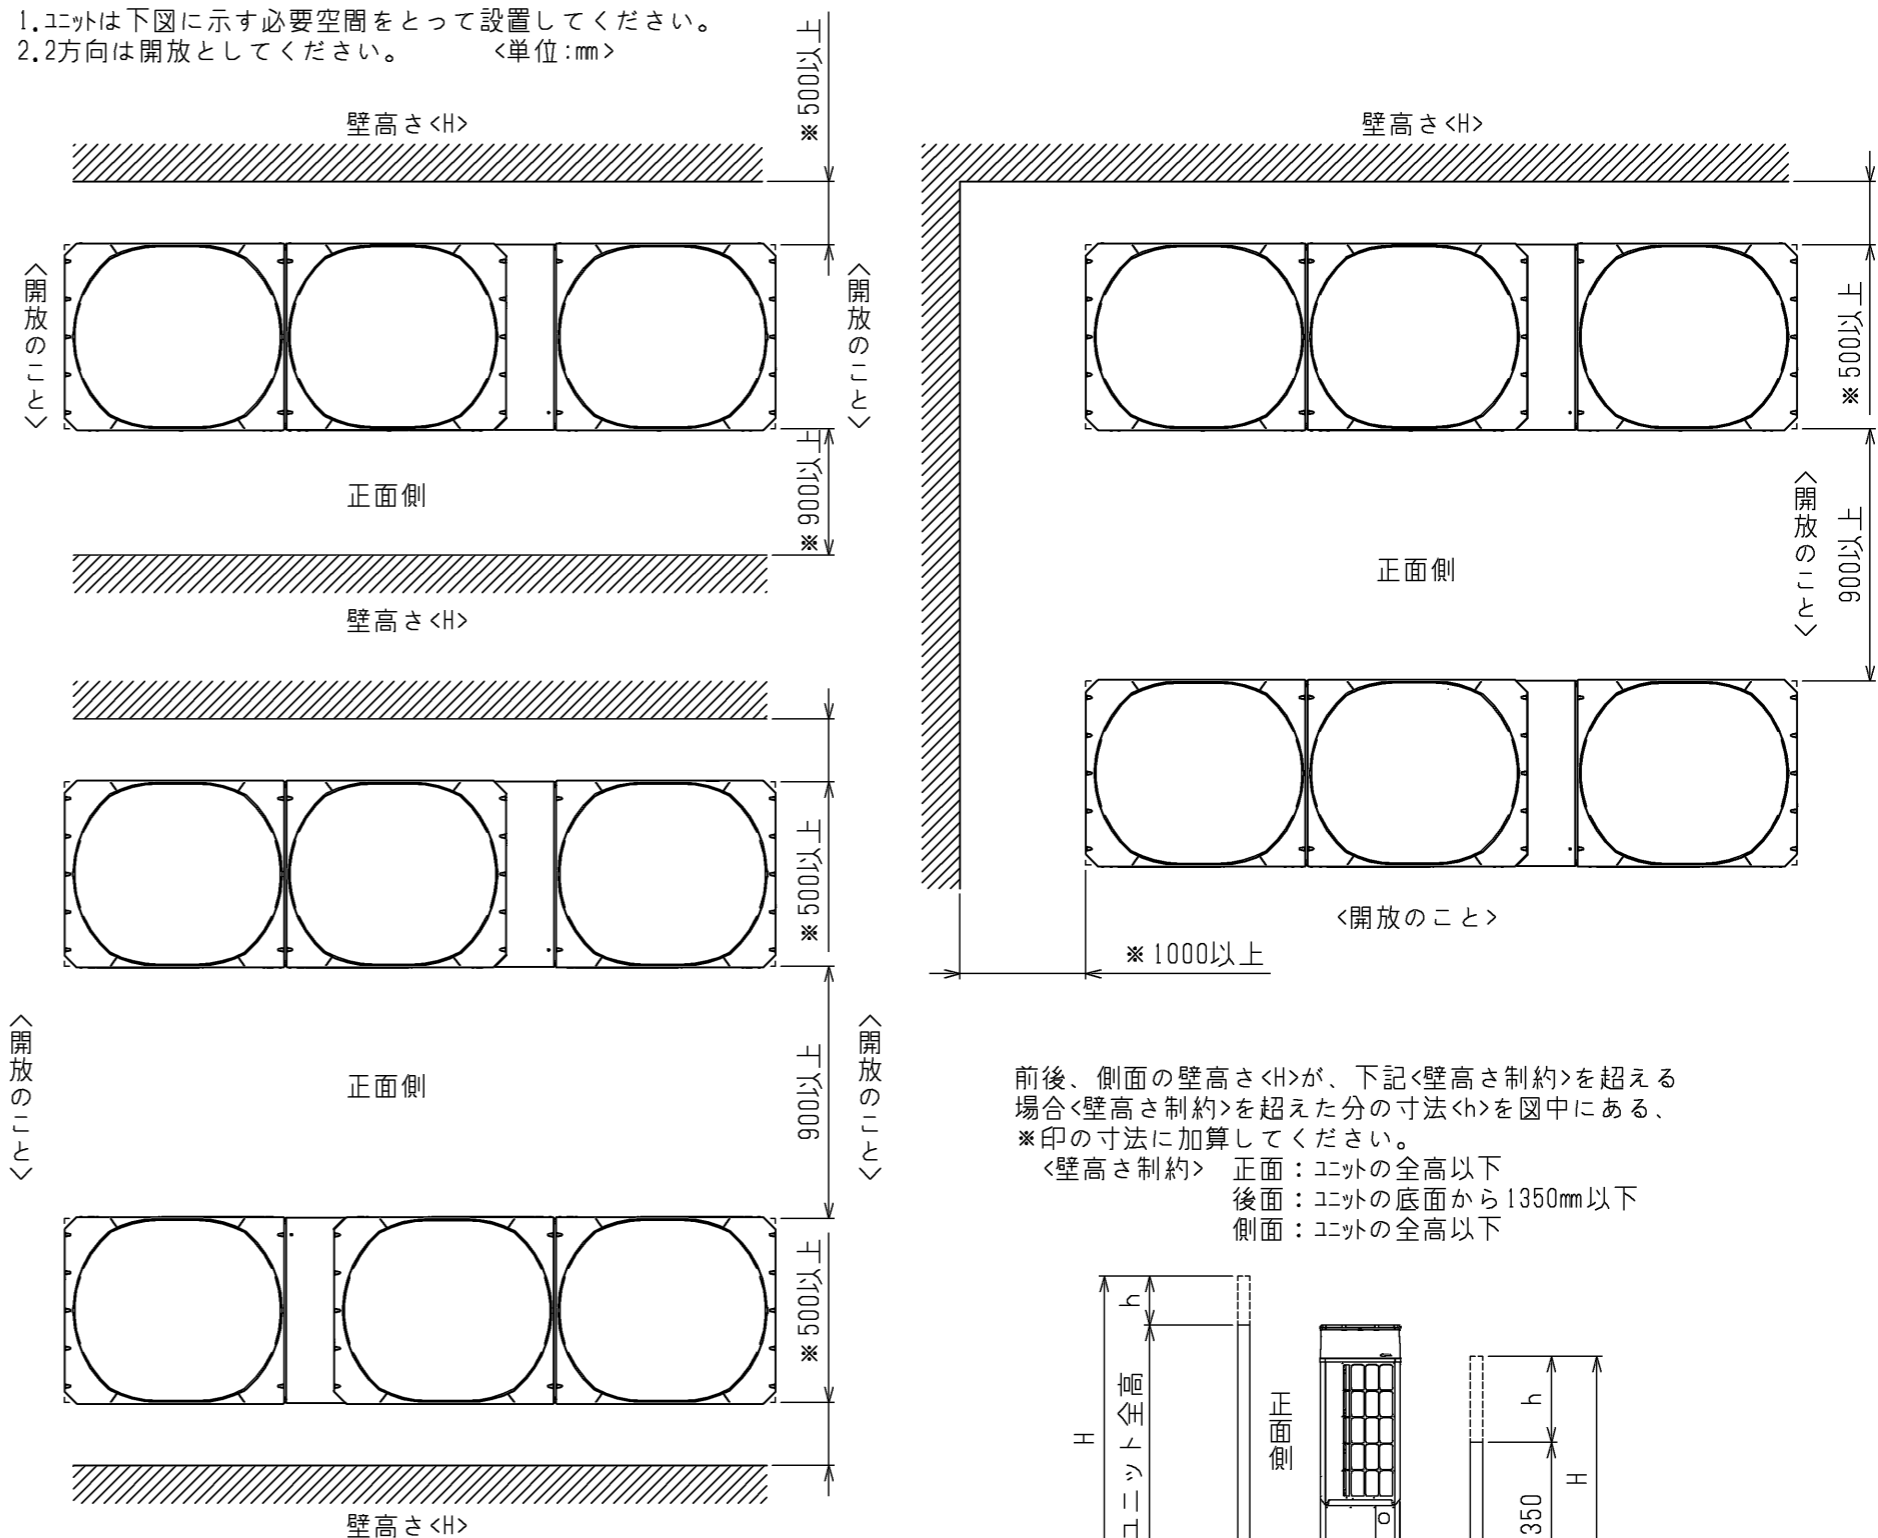 1.ユニットは下図に示す必要空間をとって設置してください。
2.2方向は開放としてください。 <単位:mm>
壁高さ<H>
※500以上
<開放のこと>
<開放のこと>
正面側
※900以上
壁高さ<H>
※500以上
<開放のこと>
正面側
900以上
<開放のこと>
※500以上
壁高さ<H>
壁高さ<H>
※500以上
正面側
<開放のこと>
900以上
<開放のこと>
※1000以上
前後、側面の壁高さ<H>が、下記<壁高さ制約>を超える
場合<壁高さ制約>を超えた分の寸法<h>を図中にある、
※印の寸法に加算してください。
<壁高さ制約> 正面:ユニットの全高以下
後面:ユニットの底面から1350mm以下
側面:ユニットの全高以下
H
h
ユニット全高
正面側
h
H
350